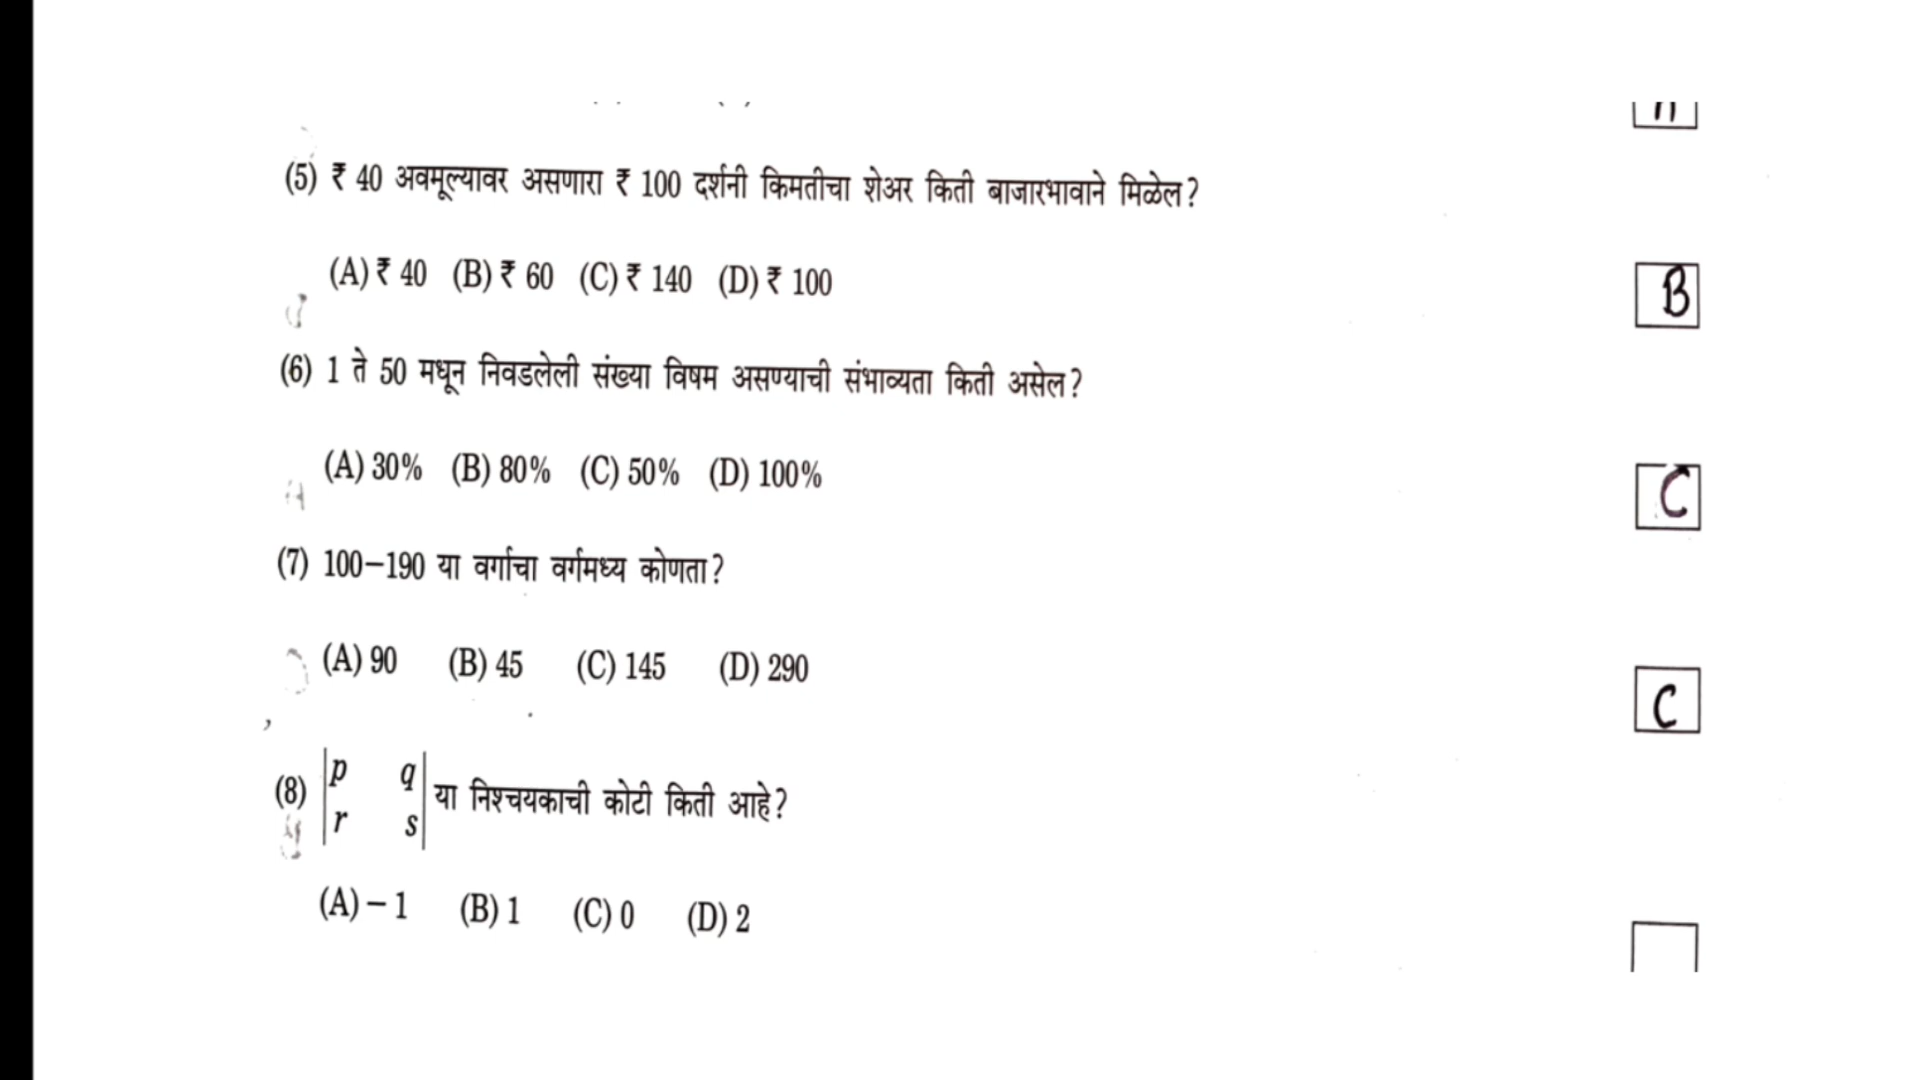 (5) ₹ 40 अवमूल्यावर असणारा ₹ 100 दर्शनी किमतीचा शेअर किती बाजारभावाने मिळेल?
(A) ₹ 40 (B) ₹ 60 (C) ₹ 140 (D) ₹ 100
B
(6) 1 ते 50 मधून निवडलेली संख्या विषम असण्याची संभाव्यता किती असेल?
(A) 30% (B) 80% (C) 50% (D) 100%
C
(7) 100–190 या वर्गाचा वर्गमध्य कोणता?
(A) 90 (B) 45 (C) 145 (D) 290
C
(8) |p q| या निश्चयकाची कोटी किती आहे?
|r s|
(A) – 1 (B) 1 (C) 0 (D) 2